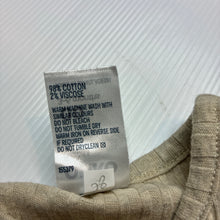 98% COTTON
2% VISCOSE
WARM MACHINE WASH WITH
SIMILAR COLOURS
DO NOT BLEACH
DO NOT TUMBLE DRY
WARM IRON ON REVERSE
IF REQUIRED
DO NOT DRYCLEAN
155379